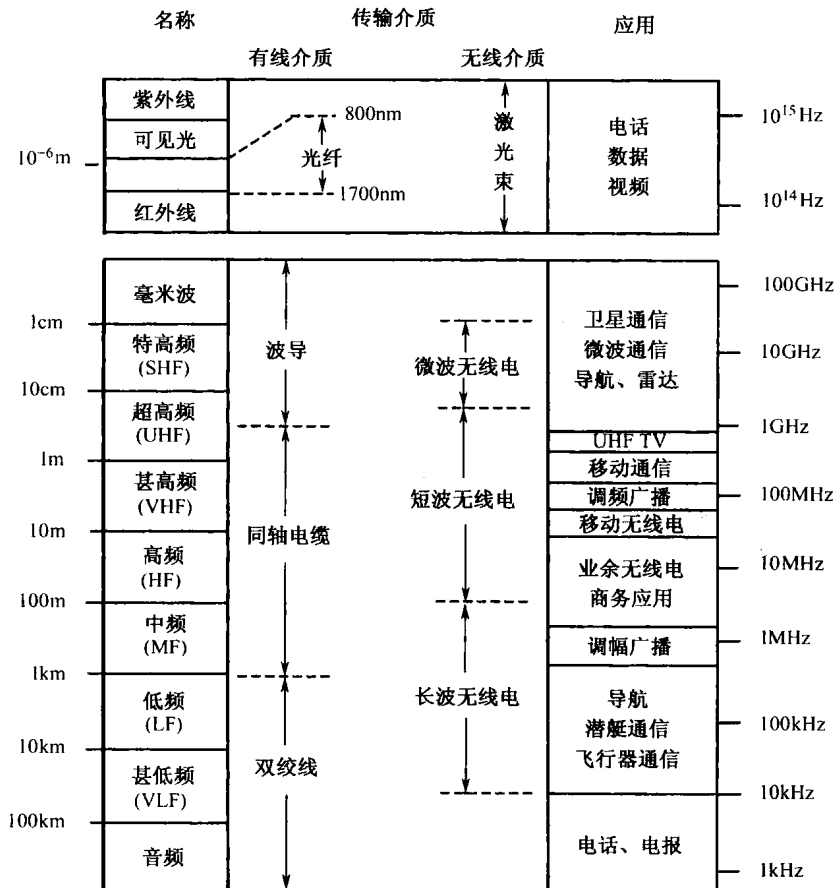 名称
传输介质
应用
有线介质
无线介质
紫外线
800nm
激光束
10¹⁵Hz
可见光
电话
数据
视频
10⁻⁶m
光纤
1700nm
红外线
10¹⁴Hz
毫米波
100GHz
1cm
卫星通信
微波通信
导航、雷达
特高频
(SHF)
波导
微波无线电
10GHz
10cm
超高频
(UHF)
1GHz
UHF TV
1m
移动通信
甚高频
(VHF)
短波无线电
调频广播
100MHz
移动无线电
10m
同轴电缆
高频
(HF)
业余无线电
商务应用
10MHz
100m
中频
(MF)
调幅广播
1MHz
1km
低频
(LF)
长波无线电
导航
潜艇通信
飞行器通信
100kHz
10km
甚低频
(VLF)
双绞线
10kHz
100km
音频
电话、电报
1kHz